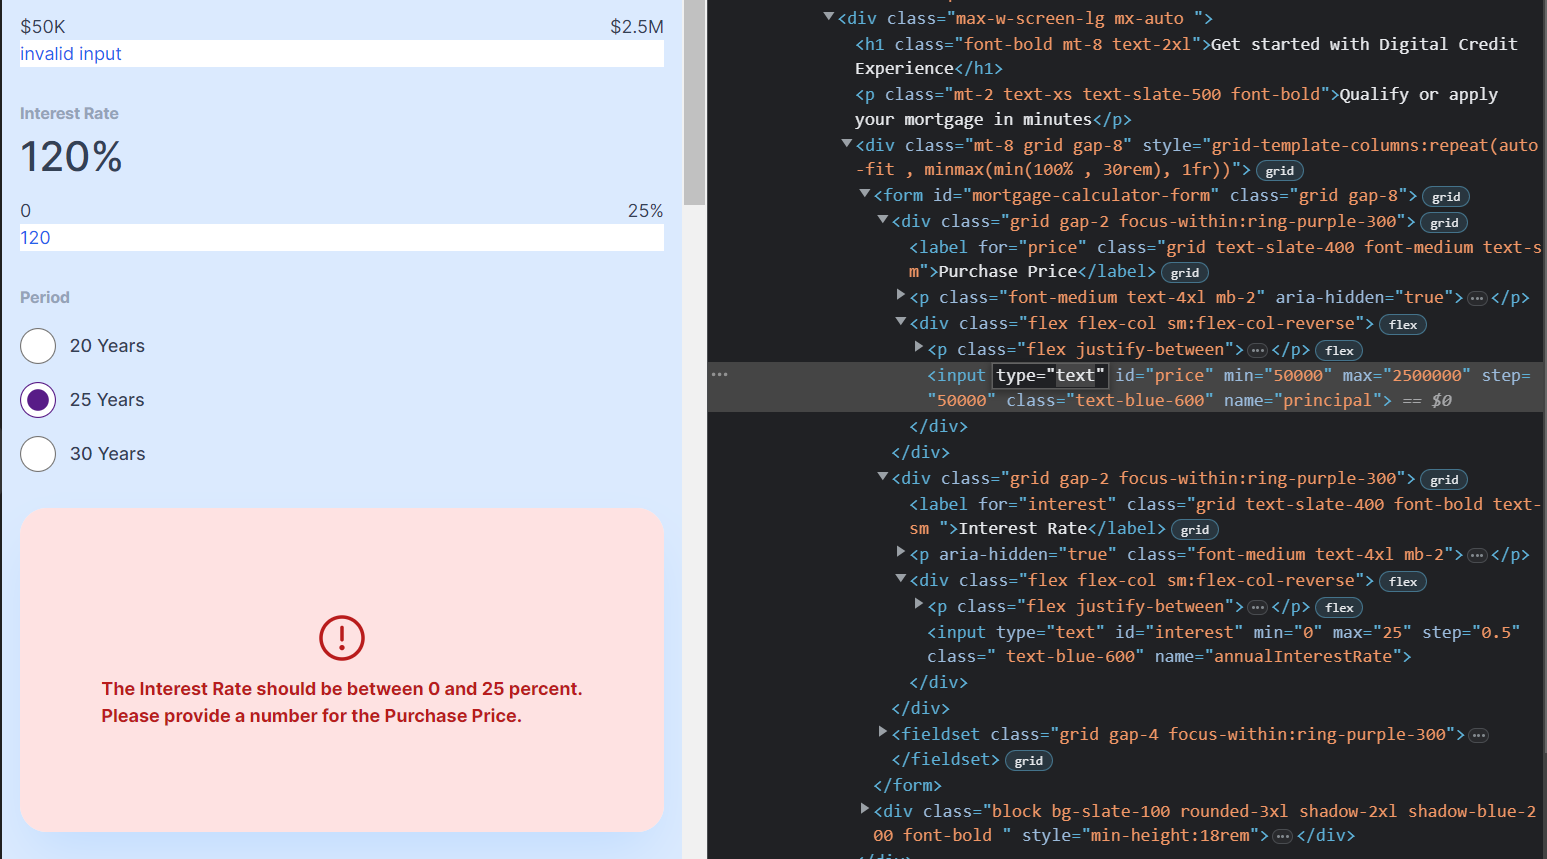 $50K $2.5M
invalid input
Interest Rate
120%
0 25%
120
Period
20 Years
25 Years
30 Years
The Interest Rate should be between 0 and 25 percent.
Please provide a number for the Purchase Price.
<div class="max-w-screen-lg mx-auto ">
<h1 class="font-bold mt-8 text-2xl">Get started with Digital Credit
Experience</h1>
<p class="mt-2 text-xs text-slate-500 font-bold">Qualify or apply
your mortgage in minutes</p>
<div class="mt-8 grid gap-8" style="grid-template-columns:repeat(auto
-fit , minmax(min(100% , 30rem), 1fr))"> grid
<form id="mortgage-calculator-form" class="grid gap-8"> grid
<div class="grid gap-2 focus-within:ring-purple-300"> grid
<label for="price" class="grid text-slate-400 font-medium text-s
m">Purchase Price</label> grid
<p class="font-medium text-4xl mb-2" aria-hidden="true"> … </p>
<div class="flex flex-col sm:flex-col-reverse"> flex
<p class="flex justify-between"> … </p> flex
… <input type="text" id="price" min="50000" max="2500000" step=
"50000" class="text-blue-600" name="principal"> == $0
</div>
</div>
<div class="grid gap-2 focus-within:ring-purple-300"> grid
<label for="interest" class="grid text-slate-400 font-bold text-
sm ">Interest Rate</label> grid
<p aria-hidden="true" class="font-medium text-4xl mb-2"> … </p>
<div class="flex flex-col sm:flex-col-reverse"> flex
<p class="flex justify-between"> … </p> flex
<input type="text" id="interest" min="0" max="25" step="0.5"
class=" text-blue-600" name="annualInterestRate">
</div>
</div>
<fieldset class="grid gap-4 focus-within:ring-purple-300"> …
</fieldset> grid
</form>
<div class="block bg-slate-100 rounded-3xl shadow-2xl shadow-blue-2
00 font-bold " style="min-height:18rem"> … </div>